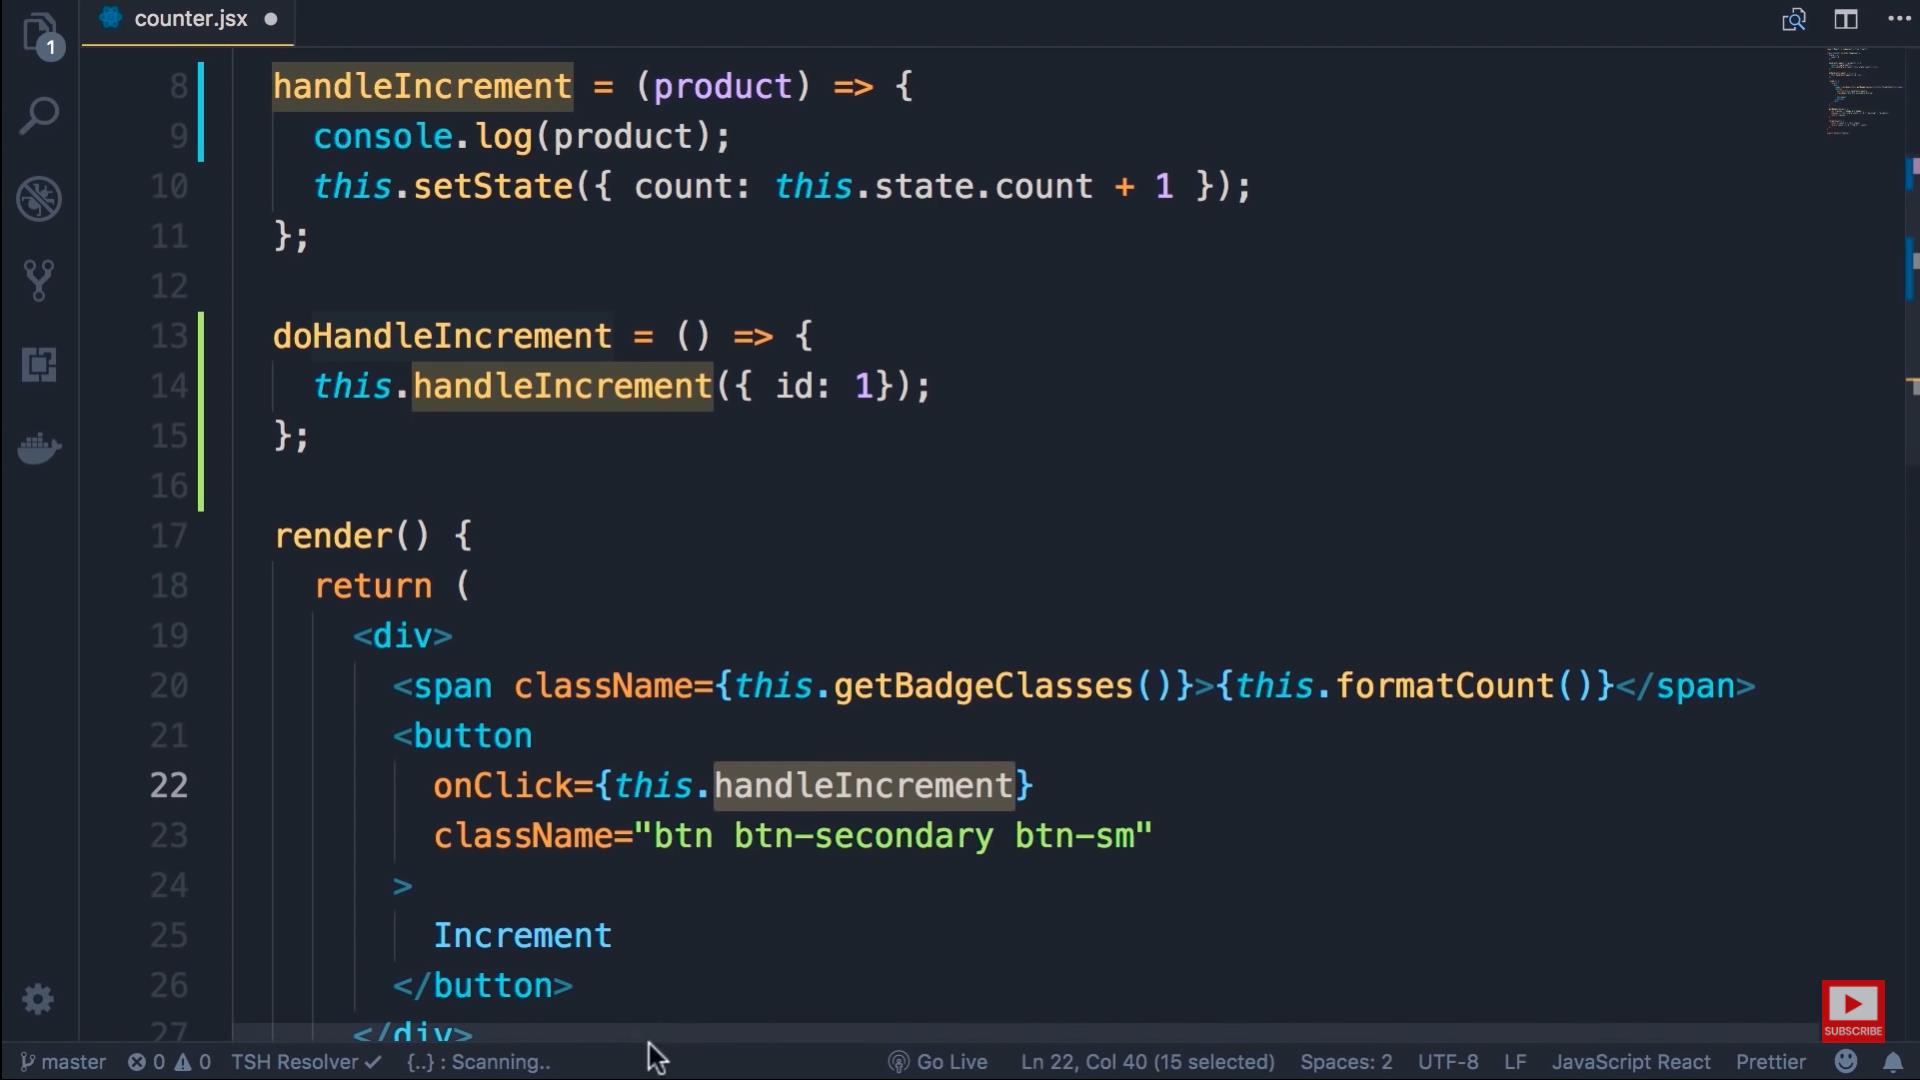 counter.jsx
1
8 handleIncrement = (product) => {
9 console.log(product);
10 this.setState({ count: this.state.count + 1 });
11 };
12
13 doHandleIncrement = () => {
14 this.handleIncrement({ id: 1});
15 };
16
17 render() {
18 return (
19 <div>
20 <span className={this.getBadgeClasses()}>{this.formatCount()}</span>
21 <button
22 onClick={this.handleIncrement}
23 className="btn btn-secondary btn-sm"
24 >
25 Increment
26 </button>
27 </div>
SUBSCRIBE
master 0 0 TSH Resolver ✓ {..} : Scanning.. Go Live Ln 22, Col 40 (15 selected) Spaces: 2 UTF-8 LF JavaScript React Prettier